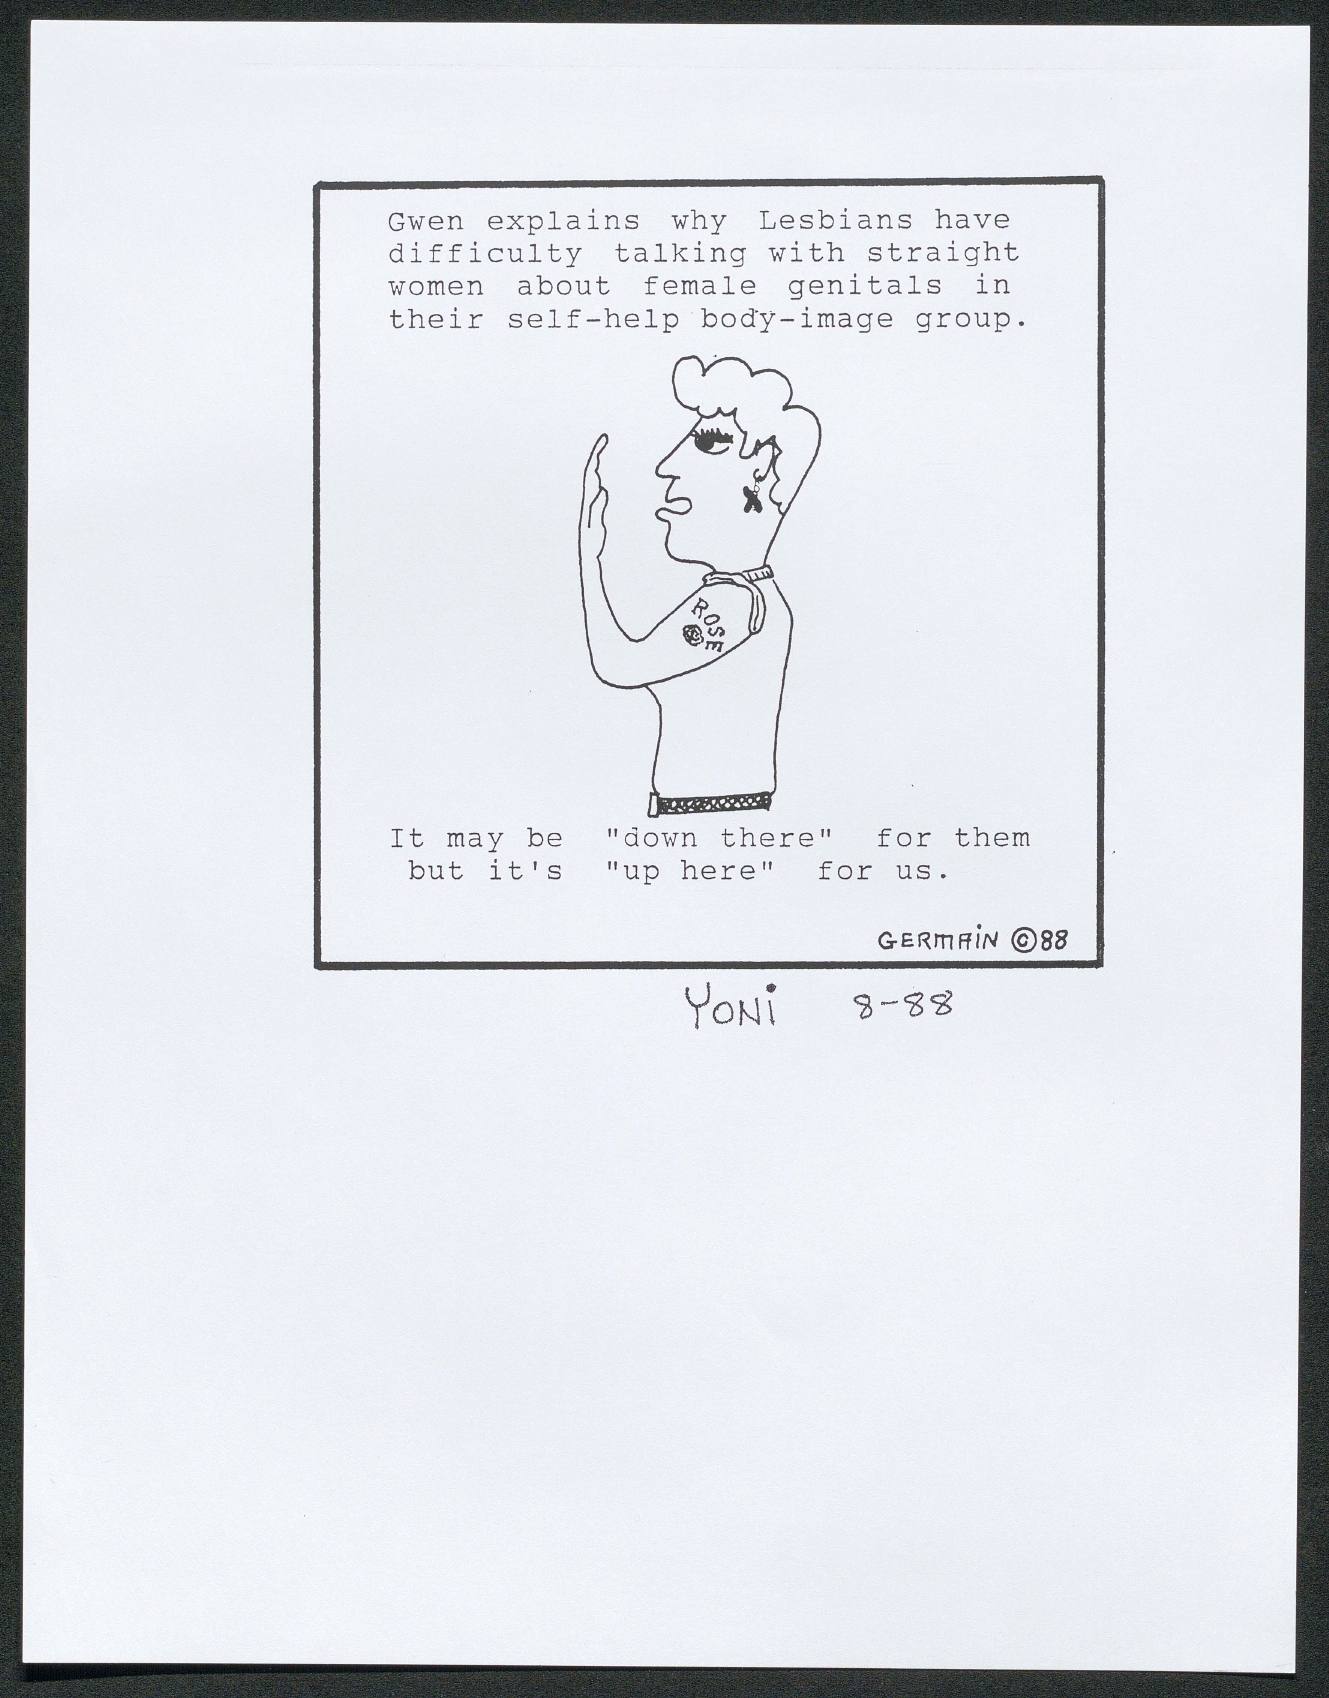 Gwen explains why Lesbians have
difficulty talking with straight
women about female genitals in
their self-help body-image group.
ROSE
It may be "down there" for them
but it's "up here" for us.
GERMAiN ©88
YONi 8-88